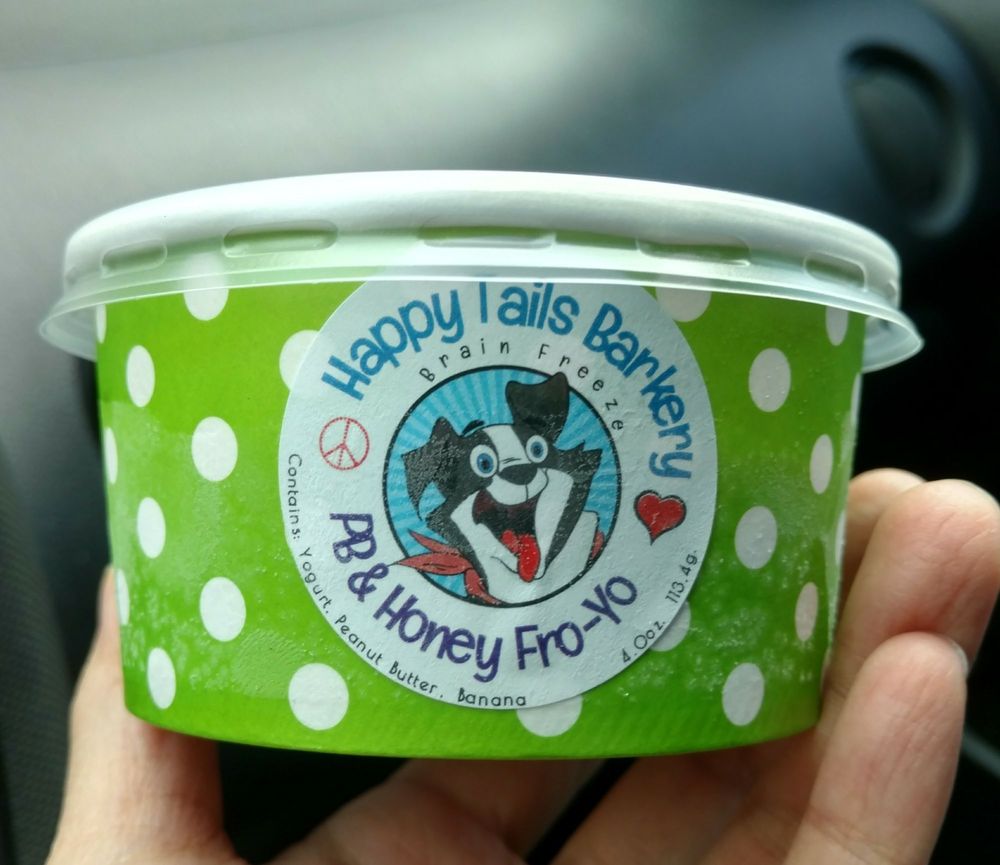 Happy Tails Barkery
Brain Freeze
PB & Honey Fro-Yo
Contains: Yogurt, Peanut Butter, Banana
4.0oz. 113.4g.